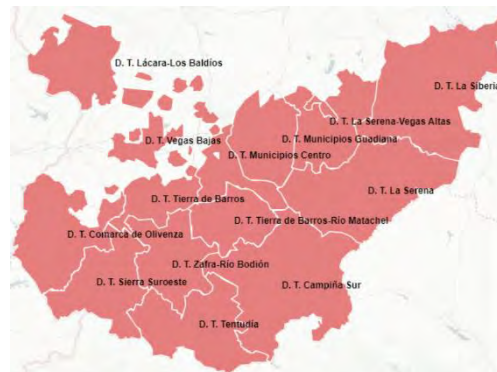 D. T. Lácara-Los Baldíos
D. T. La Siberia
D. T. La Serena-Vegas Altas
D. T. Vegas Bajas
D. T. Municipios Guadiana
D. T. Municipios Centro
D. T. La Serena
D. T. Tierra de Barros
D. T. Tierra de Barros-Río Matachel
D. T. Comarca de Olivenza
D. T. Zafra-Río Bodión
D. T. Sierra Suroeste
D. T. Campiña Sur
D. T. Tentudía